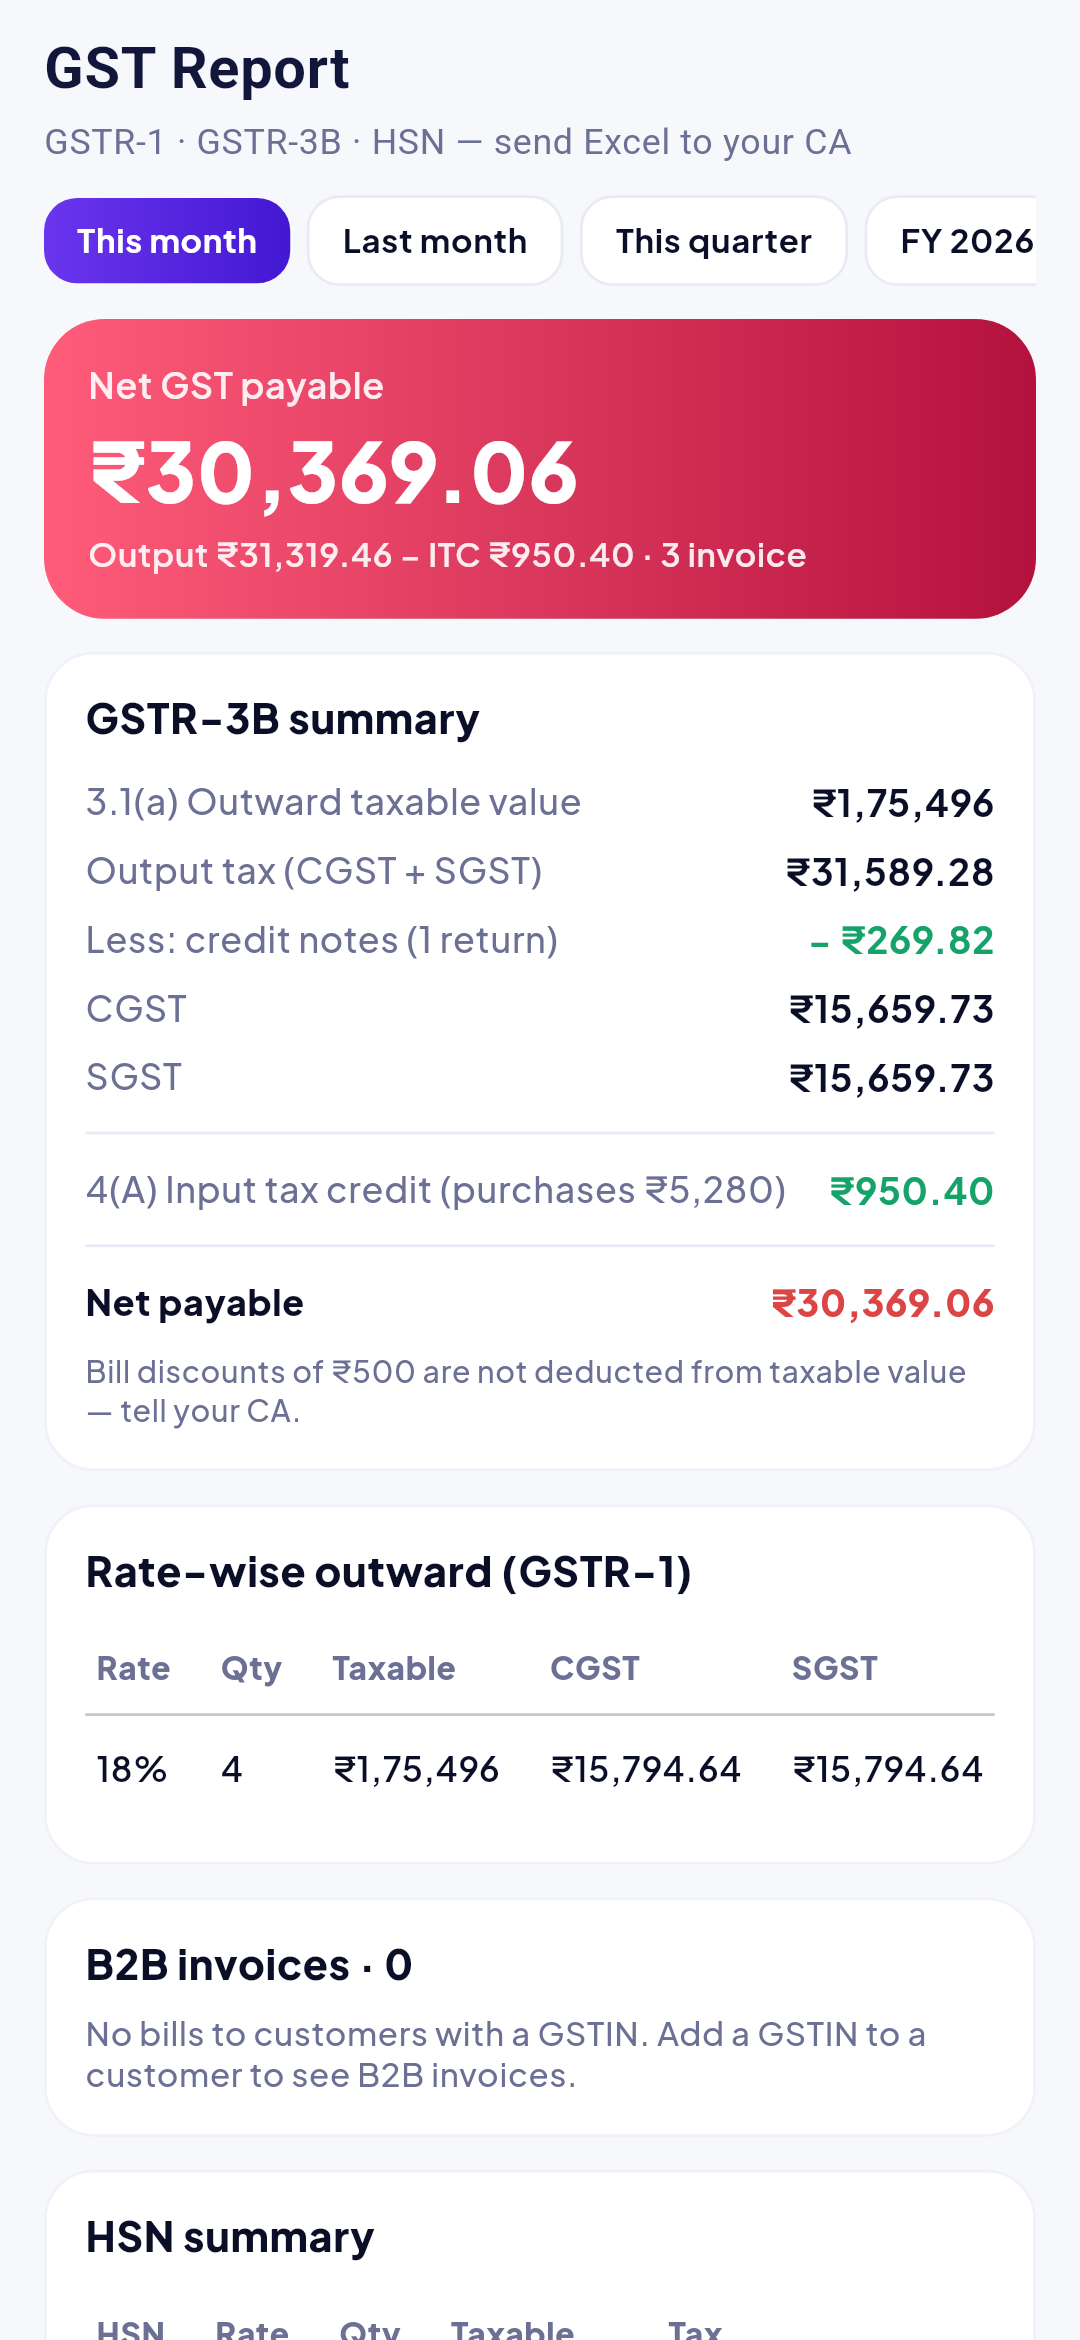 GST Report
GSTR-1 · GSTR-3B · HSN — send Excel to your CA
This month Last month This quarter FY 2026
Net GST payable
₹30,369.06
Output ₹31,319.46 – ITC ₹950.40 · 3 invoice
GSTR-3B summary
3.1(a) Outward taxable value ₹1,75,496
Output tax (CGST + SGST) ₹31,589.28
Less: credit notes (1 return) – ₹269.82
CGST ₹15,659.73
SGST ₹15,659.73
4(A) Input tax credit (purchases ₹5,280) ₹950.40
Net payable ₹30,369.06
Bill discounts of ₹500 are not deducted from taxable value
— tell your CA.
Rate-wise outward (GSTR-1)
Rate Qty Taxable CGST SGST
18% 4 ₹1,75,496 ₹15,794.64 ₹15,794.64
B2B invoices · 0
No bills to customers with a GSTIN. Add a GSTIN to a
customer to see B2B invoices.
HSN summary
HSN Rate Qty Taxable Tax